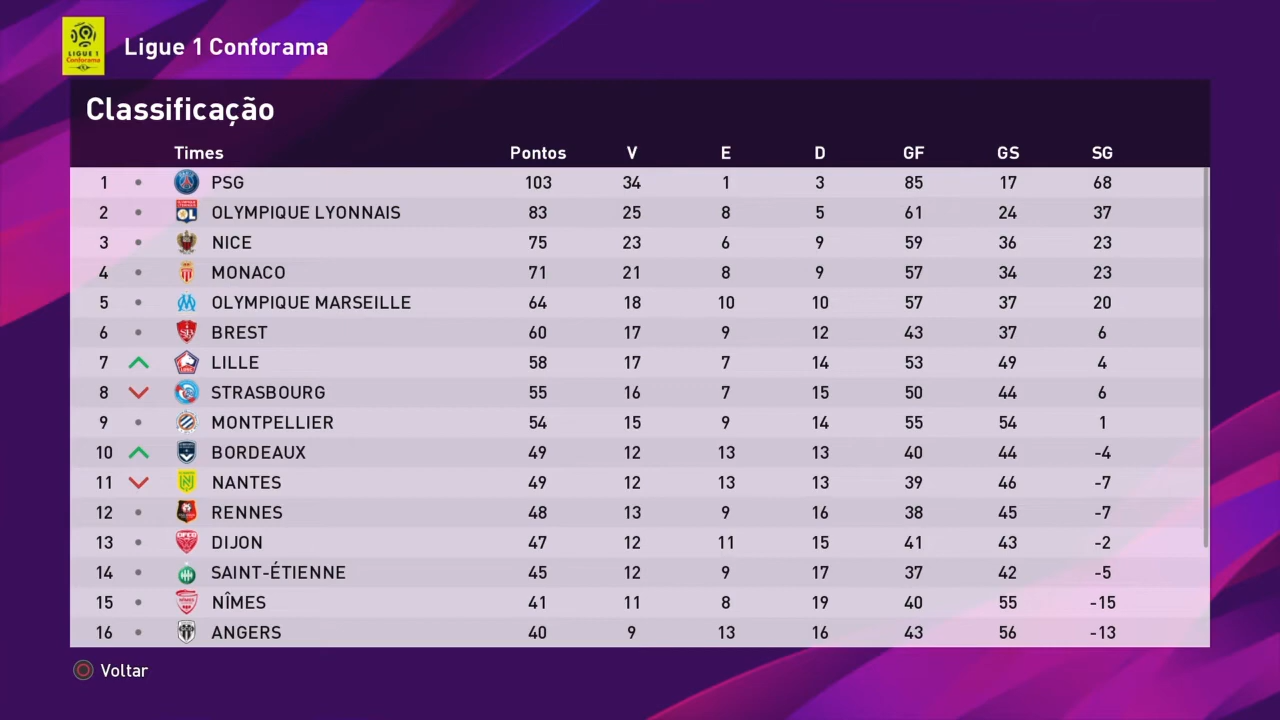 LIGUE 1
Conforama
Ligue 1 Conforama
Classificação
Times Pontos V E D GF GS SG
1 PSG 103 34 1 3 85 17 68
2 OLYMPIQUE LYONNAIS 83 25 8 5 61 24 37
3 NICE 75 23 6 9 59 36 23
4 MONACO 71 21 8 9 57 34 23
5 OLYMPIQUE MARSEILLE 64 18 10 10 57 37 20
6 BREST 60 17 9 12 43 37 6
7 LILLE 58 17 7 14 53 49 4
8 STRASBOURG 55 16 7 15 50 44 6
9 MONTPELLIER 54 15 9 14 55 54 1
10 BORDEAUX 49 12 13 13 40 44 -4
11 NANTES 49 12 13 13 39 46 -7
12 RENNES 48 13 9 16 38 45 -7
13 DIJON 47 12 11 15 41 43 -2
14 SAINT-ÉTIENNE 45 12 9 17 37 42 -5
15 NÎMES 41 11 8 19 40 55 -15
16 ANGERS 40 9 13 16 43 56 -13
Voltar